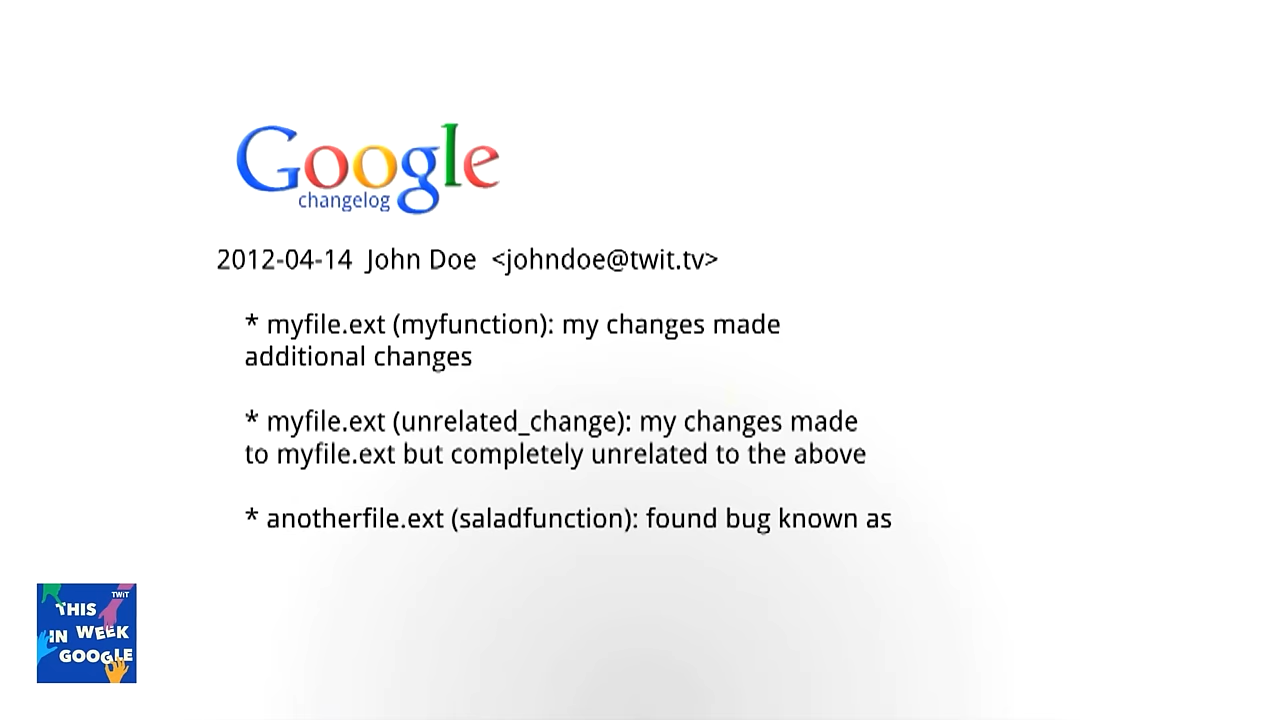 Google
changelog
2012-04-14 John Doe <johndoe@twit.tv>
* myfile.ext (myfunction): my changes made
additional changes
* myfile.ext (unrelated_change): my changes made
to myfile.ext but completely unrelated to the above
* anotherfile.ext (saladfunction): found bug known as
TWiT
THIS
IN WEEK
GOOGLE